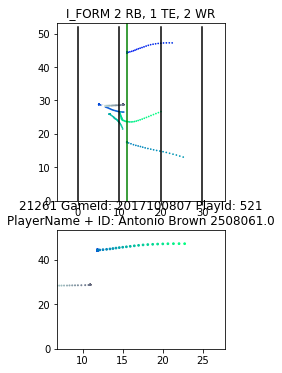 I_FORM 2 RB, 1 TE, 2 WR
50
40
30
20
10
0
0 10 20 30
21261 GameId: 2017100807 PlayId: 521
PlayerName + ID: Antonio Brown 2508061.0
40
20
0
10 15 20 25